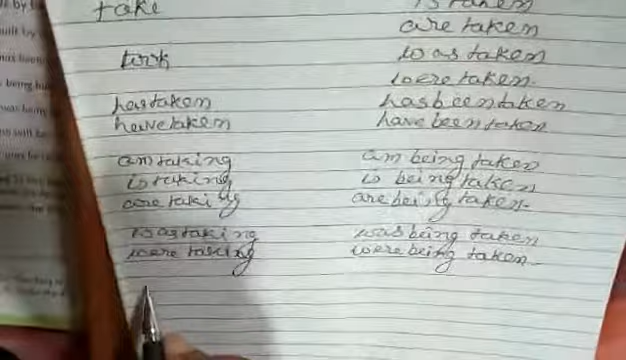 take is taken
are taken
took was taken
were taken.
has taken has been taken
have taken have been taken
am taking am being taken
is taking is being taken
are taking are being taken.
was taking was being taken
were taking were being taken